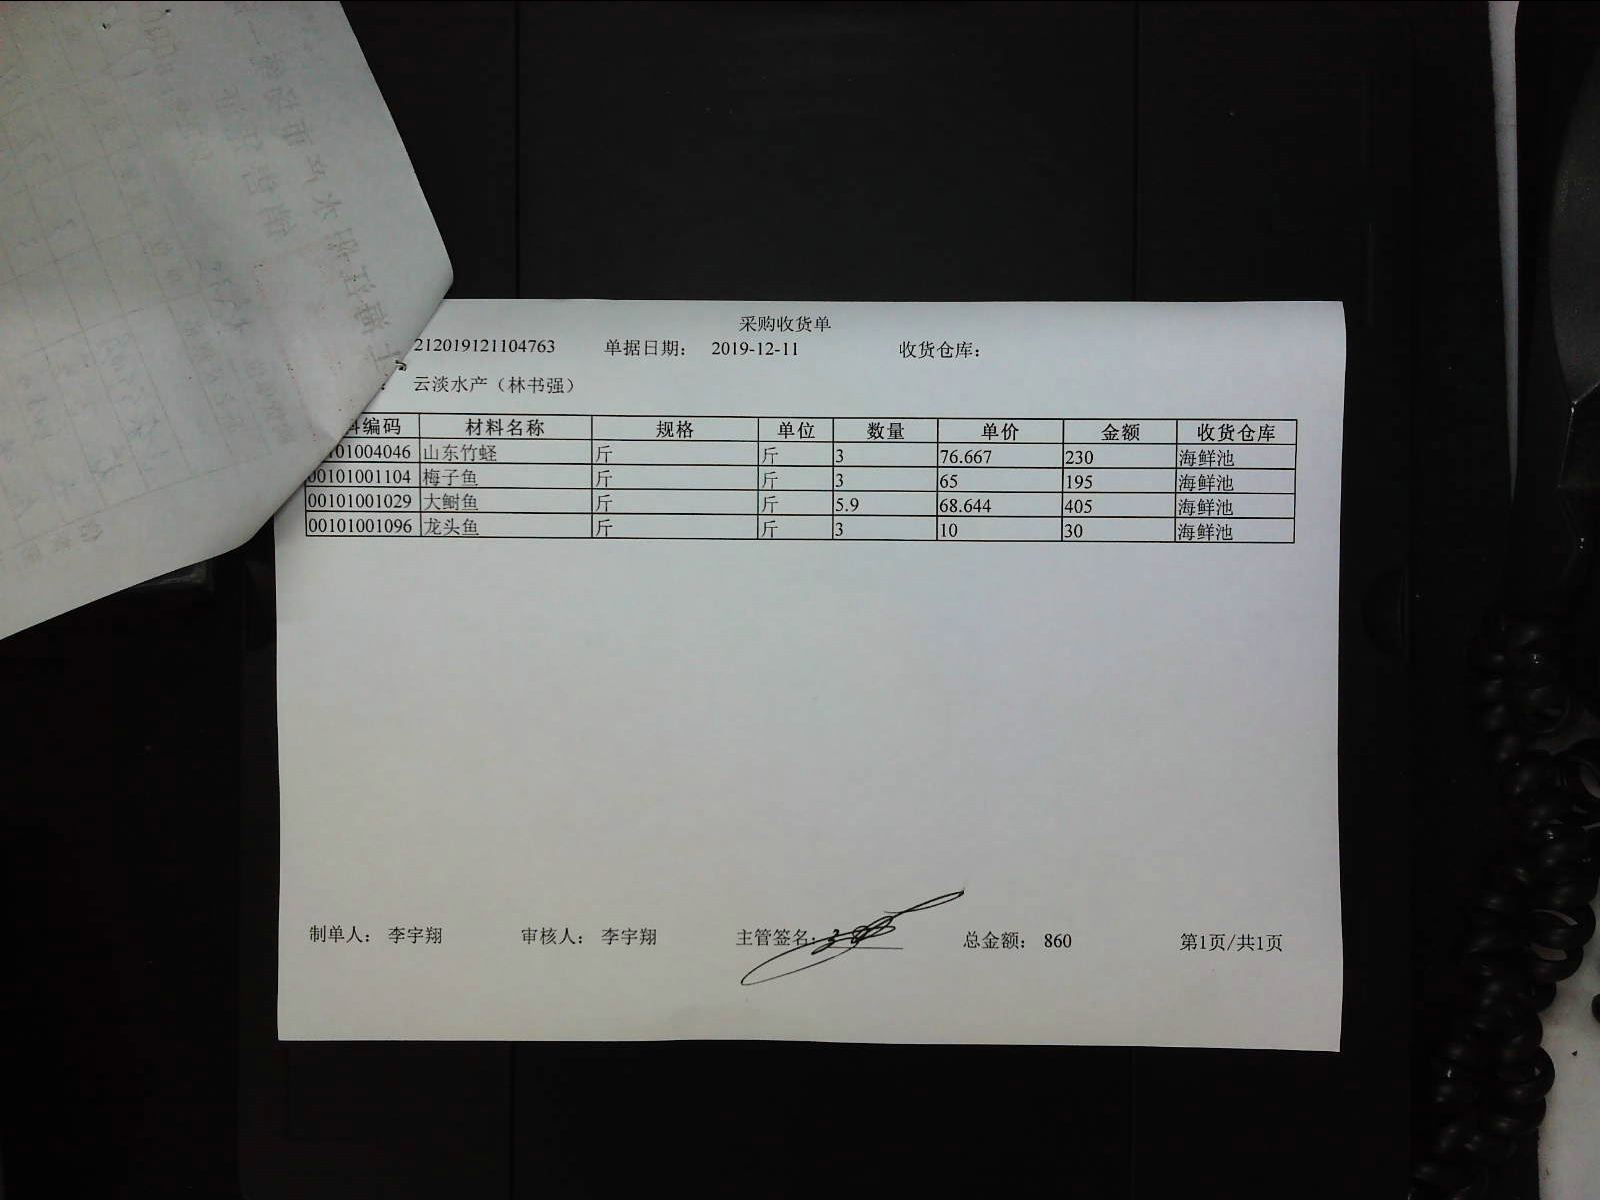 采购收货单
212019121104763 单据日期： 2019-12-11 收货仓库：
云淡水产（林书强）
编码 材料名称 规格 单位 数量 单价 金额 收货仓库
01004046 山东竹蛏 斤 斤 3 76.667 230 海鲜池
00101001104 梅子鱼 斤 斤 3 65 195 海鲜池
00101001029 大鲋鱼 斤 斤 5.9 68.644 405 海鲜池
00101001096 龙头鱼 斤 斤 3 10 30 海鲜池
制单人： 李宇翔 审核人： 李宇翔 主管签名: 总金额： 860 第1页/共1页